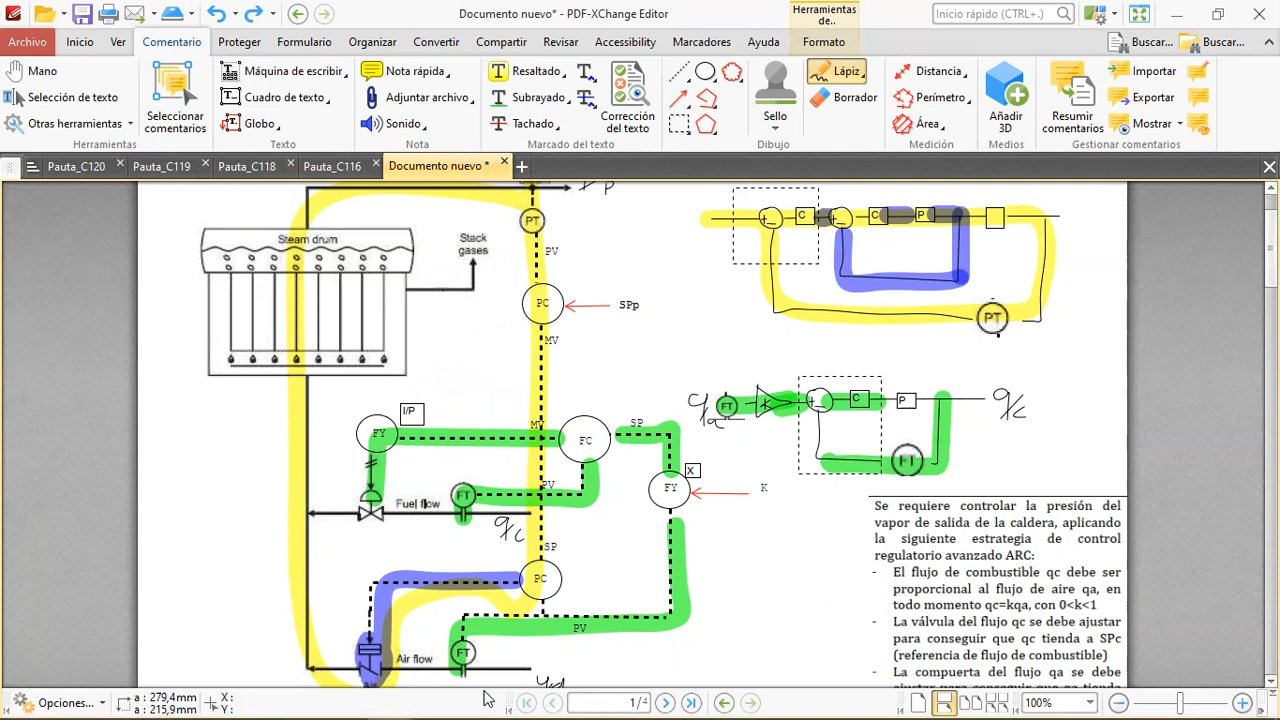 Documento nuevo * - PDF-XChange Editor
Herramientas
de..
Inicio rápido (CTRL+.)
Archivo Inicio Ver Comentario Proteger Formulario Organizar Convertir Compartir Revisar Accessibility Marcadores Ayuda Formato Buscar... Buscar...
Mano
Selección de texto
Otras herramientas
Seleccionar
comentarios
Herramientas
Máquina de escribir
Cuadro de texto
Globo
Texto
Nota rápida
Adjuntar archivo
Sonido
Nota
Resaltado
Subrayado
Tachado
Corrección
del texto
Marcado del texto
Sello
Lápiz
Borrador
Dibujo
Distancia
Perímetro
Área
Medición
Añadir
3D
Medios
Resumir
comentarios
Importar
Exportar
Mostrar
Gestionar comentarios
Pauta_C120 Pauta_C119 Pauta_C118 Pauta_C116 Documento nuevo *
P
PT
Steam drum
Stack
gases
PV
PC
SPp
MV
I/P
FY
MV
FC
SP
X
FY
K
FT
PV
Fuel flow
qc
SP
PC
PV
FT
Air flow
+ - C + - C P
PT
qa FT K + - C P qc
FT
Se requiere controlar la presión del
vapor de salida de la caldera, aplicando
la siguiente estrategia de control
regulatorio avanzado ARC:
- El flujo de combustible qc debe ser
proporcional al flujo de aire qa, en
todo momento qc=kqa, con 0<k<1
- La válvula del flujo qc se debe ajustar
para conseguir que qc tienda a SPc
(referencia de flujo de combustible)
- La compuerta del flujo qa se debe
Opciones...
a : 279,4mm
a : 215,9mm
X :
Y :
1/4
100%